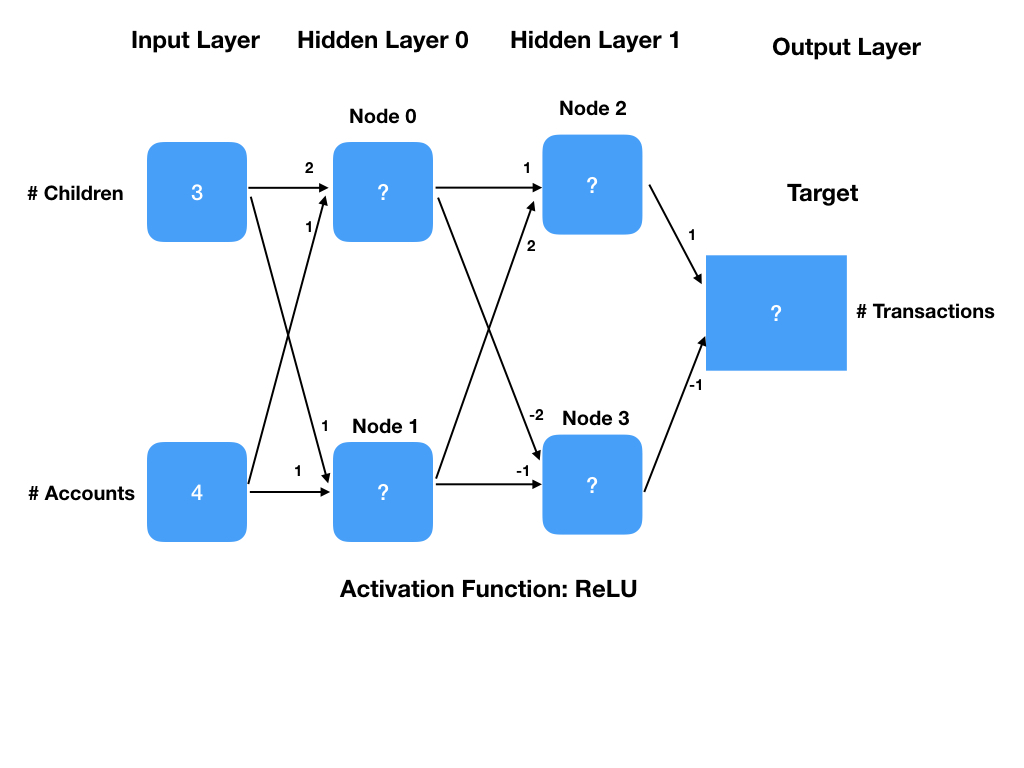 Input Layer
Hidden Layer 0
Hidden Layer 1
Output Layer
Node 0
Node 2
# Children
3
2
?
1
?
Target
1
1
2
?
# Transactions
-1
1
Node 1
-2
Node 3
# Accounts
4
1
?
-1
?
Activation Function: ReLU